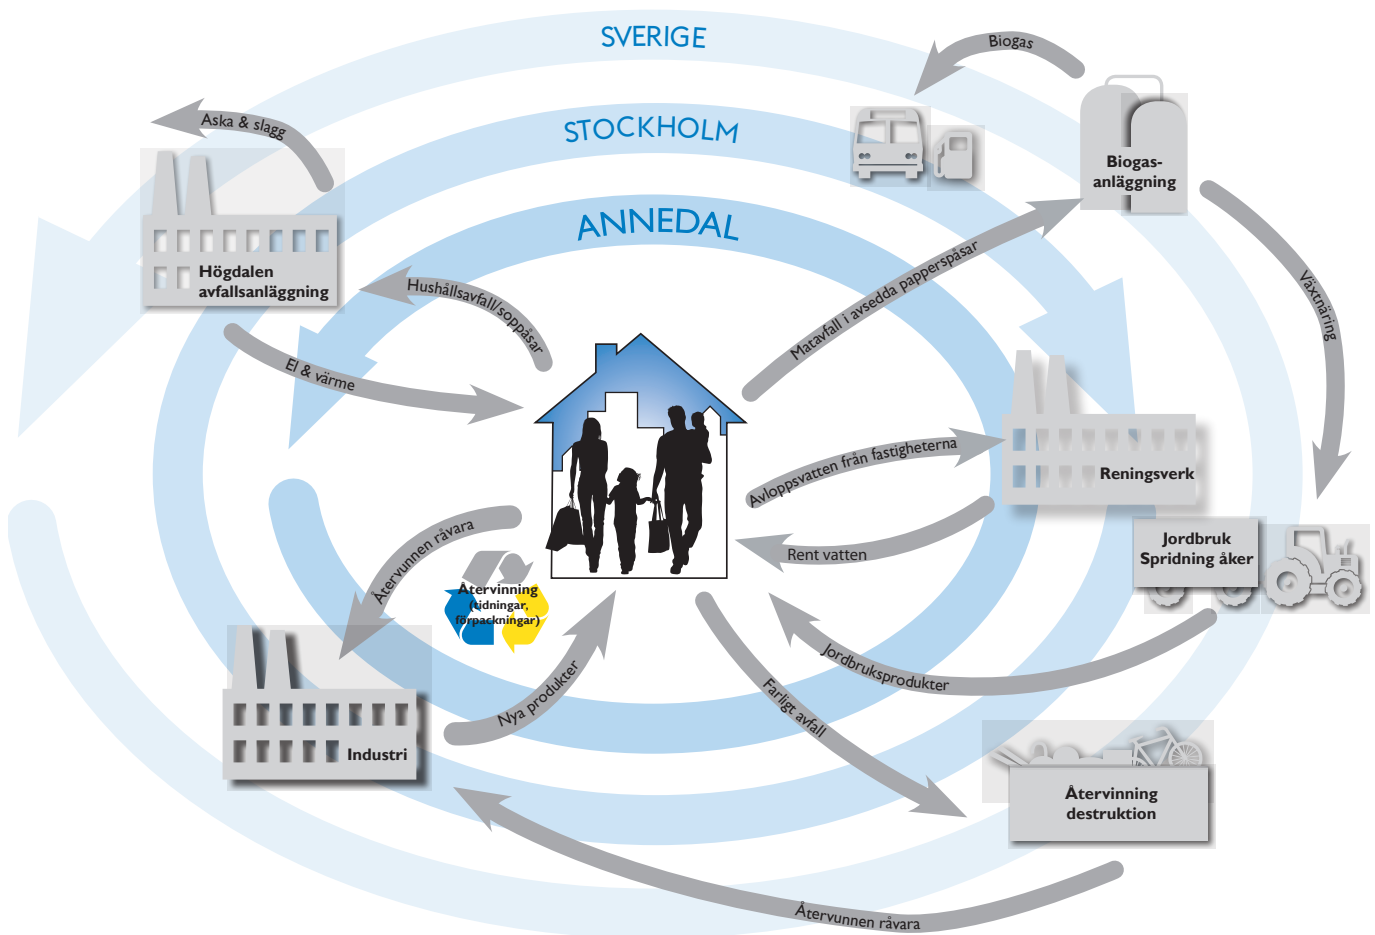 SVERIGE
STOCKHOLM
ANNEDAL
Biogas
Biogas-
anläggning
Aska & slagg
Högdalen
avfallsanläggning
Hushållsavfall/soppåsar
El & värme
Matavfall i avsedda papperspåsar
Växtnäring
Avloppsvatten från fastigheterna
Reningsverk
Rent vatten
Jordbruk
Spridning åker
Jordbruksprodukter
Återvunnen råvara
Återvinning
(tidningar,
förpackningar)
Nya produkter
Industri
Farligt avfall
Återvinning
destruktion
Återvunnen råvara